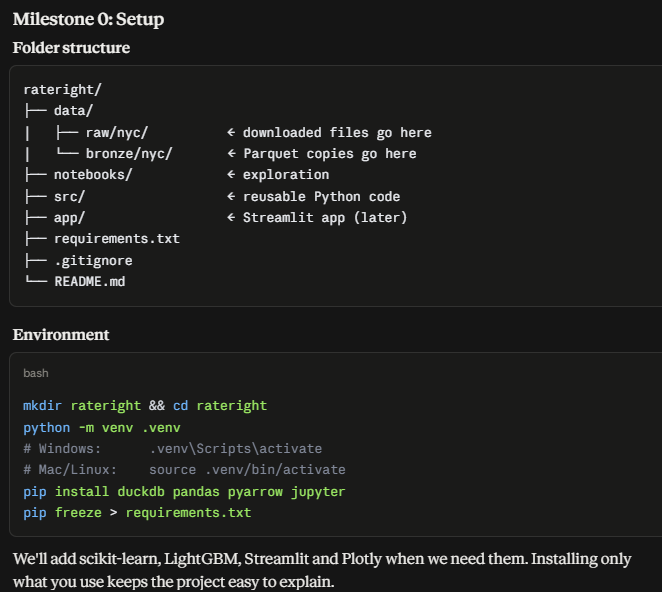 Milestone 0: Setup
Folder structure
rateright/
├── data/
│   ├── raw/nyc/          ← downloaded files go here
│   └── bronze/nyc/       ← Parquet copies go here
├── notebooks/            ← exploration
├── src/                  ← reusable Python code
├── app/                  ← Streamlit app (later)
├── requirements.txt
├── .gitignore
└── README.md
Environment
bash
mkdir rateright && cd rateright
python -m venv .venv
# Windows:      .venv\Scripts\activate
# Mac/Linux:    source .venv/bin/activate
pip install duckdb pandas pyarrow jupyter
pip freeze > requirements.txt
We'll add scikit-learn, LightGBM, Streamlit and Plotly when we need them. Installing only
what you use keeps the project easy to explain.